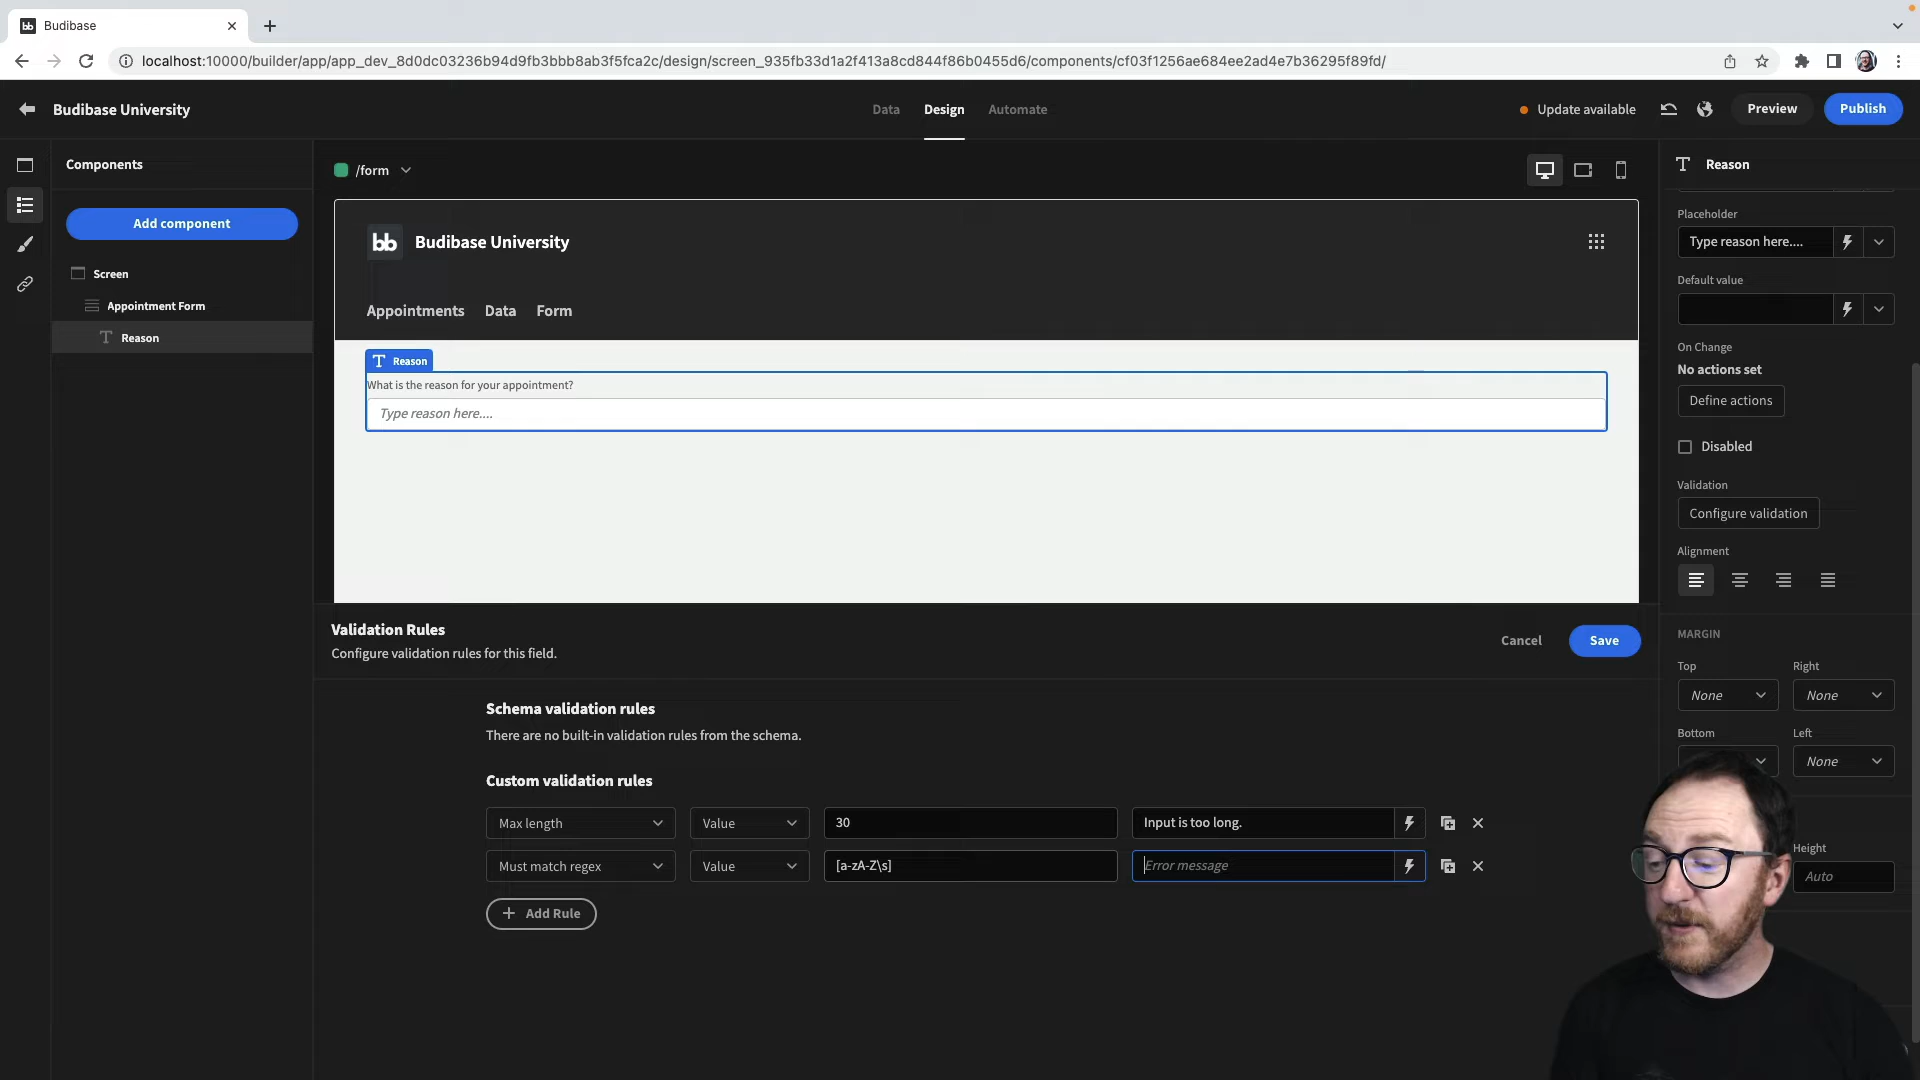 bb Budibase
localhost:10000/builder/app/app_dev_8d0dc03236b94d9fb3bbb8ab3f5fca2c/design/screen_935fb33d1a2f413a8cd844f86b0455d6/components/cf03f1256ae684ee2ad4e7b36295f89fd/
Budibase University
Data Design Automate
Update available
Preview
Publish
Components
Add component
Screen
Appointment Form
Reason
/form
bb Budibase University
Appointments Data Form
Reason
What is the reason for your appointment?
Type reason here....
Validation Rules
Configure validation rules for this field.
Cancel
Save
Schema validation rules
There are no built-in validation rules from the schema.
Custom validation rules
Max length Value 30 Input is too long.
Must match regex Value [a-zA-Z\s] Error message
Add Rule
Reason
Placeholder
Type reason here....
Default value
On Change
No actions set
Define actions
Disabled
Validation
Configure validation
Alignment
MARGIN
Top Right
None None
Bottom Left
None
Height
Auto